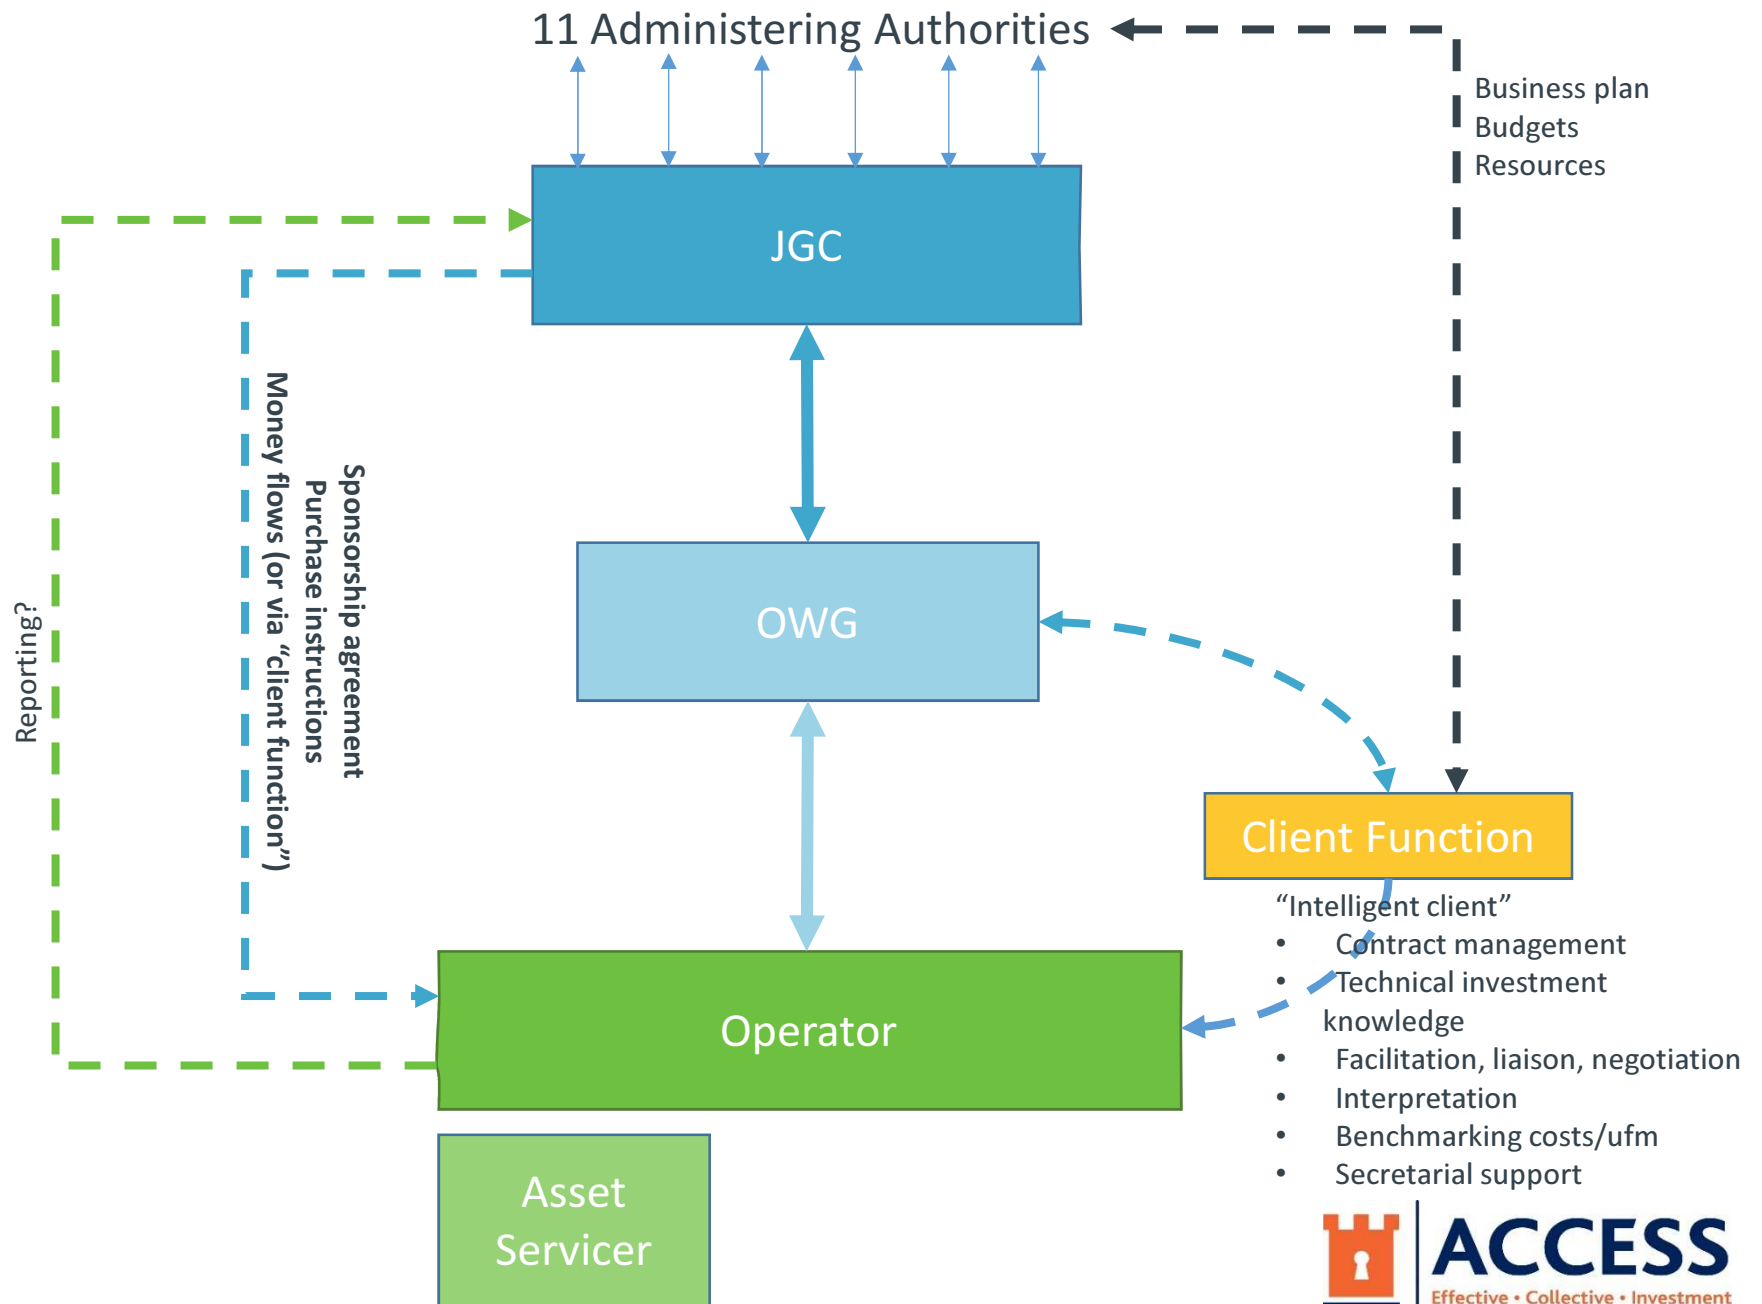 11 Administering Authorities
Business plan
Budgets
Resources
JGC
Sponsorship agreement
Purchase instructions
Money flows (or via “client function”)
Reporting?
OWG
Client Function
“Intelligent client”
• Contract management
• Technical investment
knowledge
• Facilitation, liaison, negotiation
• Interpretation
• Benchmarking costs/ufm
• Secretarial support
Operator
Asset
Servicer
ACCESS
Effective • Collective • Investment